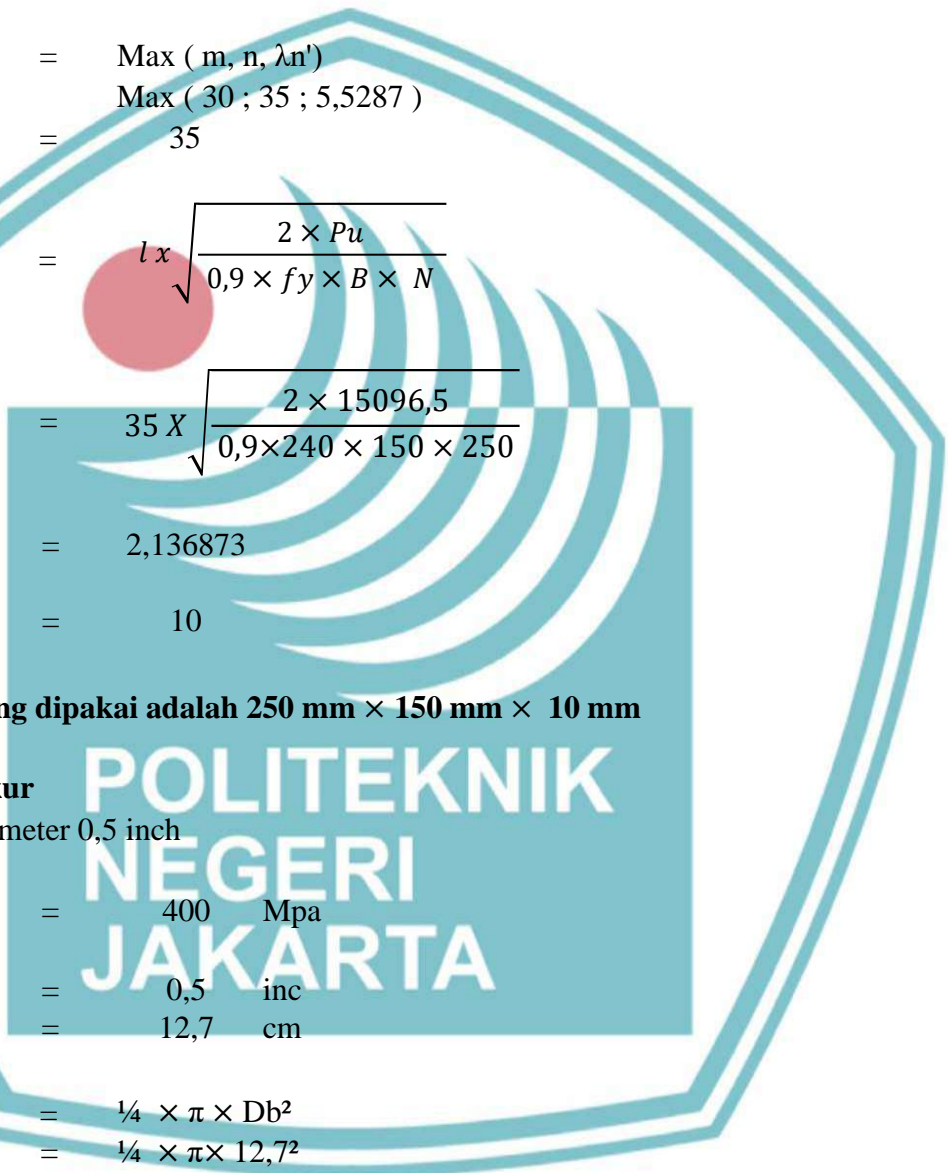 = Max ( m, n, λn')
Max ( 30 ; 35 ; 5,5287 )
= 35
= l x √(2 × Pu / 0,9 × fy × B × N)
= 35 X √(2 × 15096,5 / 0,9×240 × 150 × 250)
= 2,136873
= 10
ng dipakai adalah 250 mm × 150 mm × 10 mm
kur
meter 0,5 inch
= 400 Mpa
= 0,5 inc
= 12,7 cm
= ¼ × π × Db²
= ¼ × π× 12,7²
POLITEKNIK
NEGERI
JAKARTA